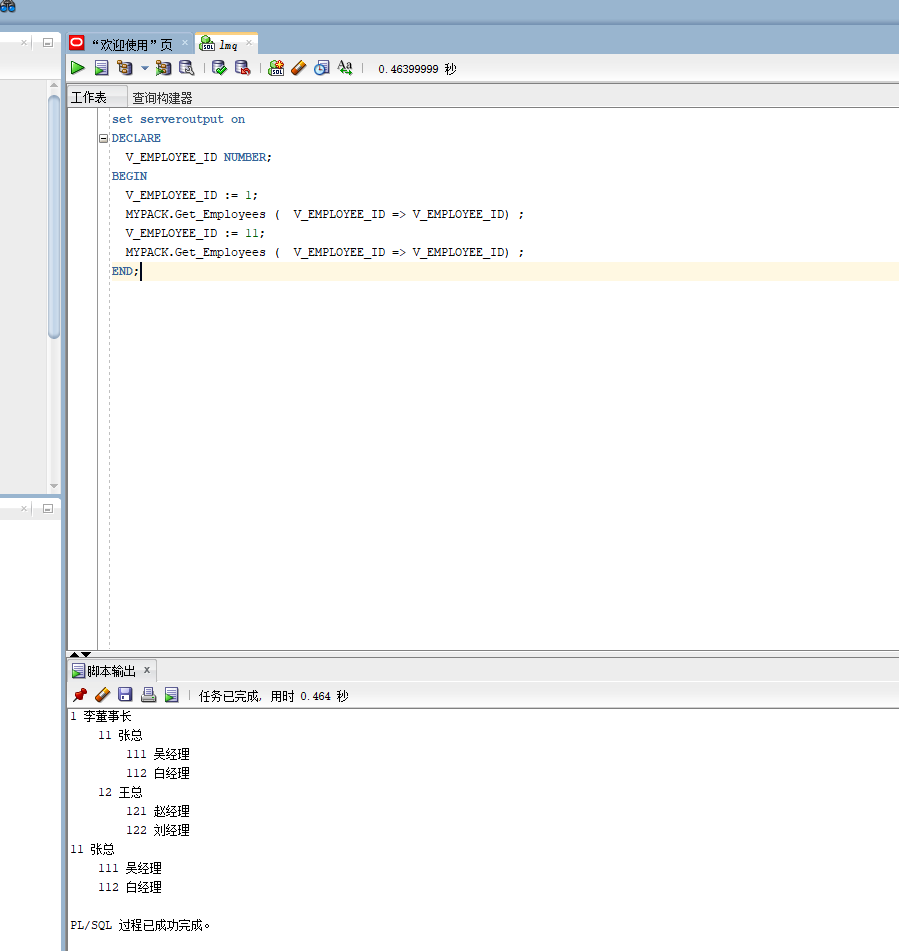 “欢迎使用”页
lmq
0.46399999 秒
工作表 查询构建器
set serveroutput on
DECLARE
V_EMPLOYEE_ID NUMBER;
BEGIN
V_EMPLOYEE_ID := 1;
MYPACK.Get_Employees (  V_EMPLOYEE_ID => V_EMPLOYEE_ID) ;
V_EMPLOYEE_ID := 11;
MYPACK.Get_Employees (  V_EMPLOYEE_ID => V_EMPLOYEE_ID) ;
END;
脚本输出
任务已完成, 用时 0.464 秒
1 李董事长
11 张总
111 吴经理
112 白经理
12 王总
121 赵经理
122 刘经理
11 张总
111 吴经理
112 白经理
PL/SQL 过程已成功完成。